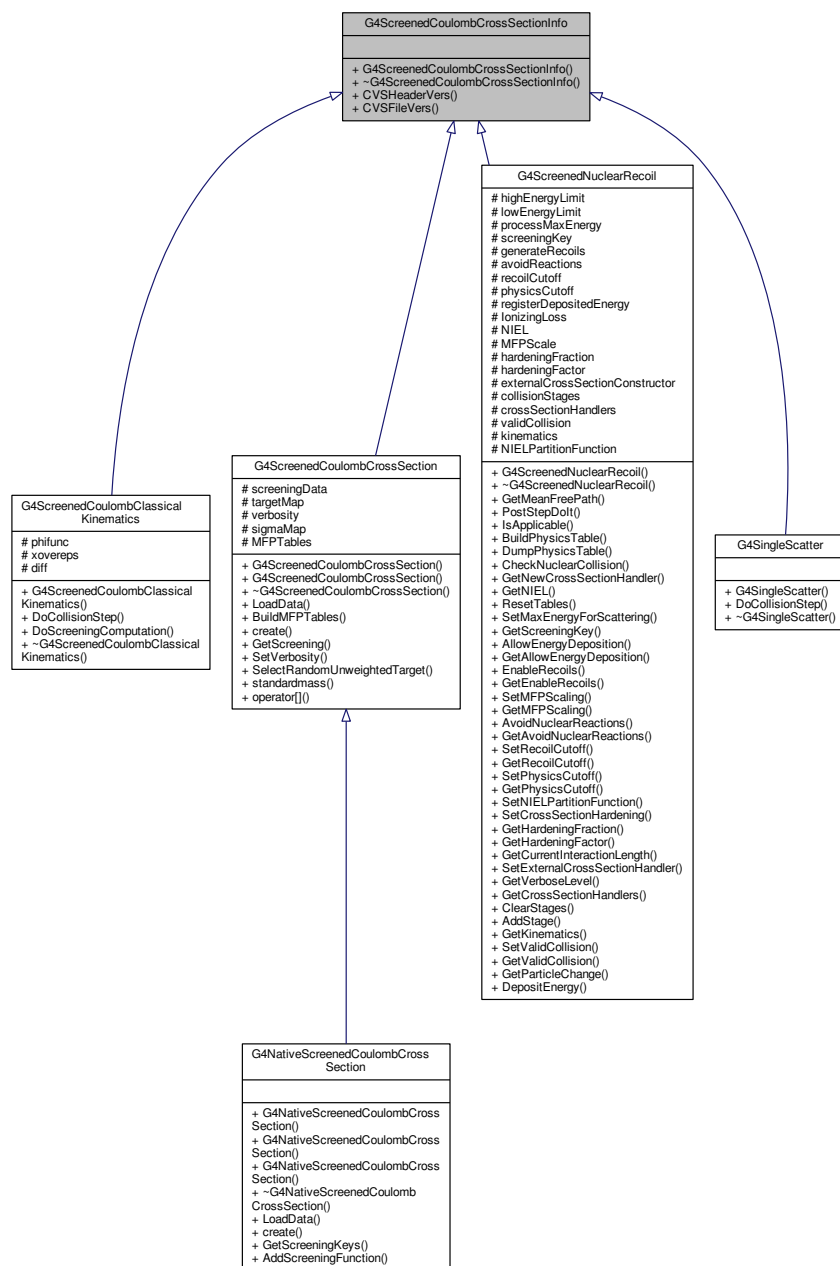 G4ScreenedCoulombCrossSectionInfo
+ G4ScreenedCoulombCrossSectionInfo()
+ ~G4ScreenedCoulombCrossSectionInfo()
+ CVSHeaderVers()
+ CVSFileVers()
G4ScreenedCoulombClassical
Kinematics
# phifunc
# xovereps
# diff
+ G4ScreenedCoulombClassical
Kinematics()
+ DoCollisionStep()
+ DoScreeningComputation()
+ ~G4ScreenedCoulombClassical
Kinematics()
G4ScreenedCoulombCrossSection
# screeningData
# targetMap
# verbosity
# sigmaMap
# MFPTables
+ G4ScreenedCoulombCrossSection()
+ G4ScreenedCoulombCrossSection()
+ ~G4ScreenedCoulombCrossSection()
+ LoadData()
+ BuildMFPTables()
+ create()
+ GetScreening()
+ SetVerbosity()
+ SelectRandomUnweightedTarget()
+ standardmass()
+ operator[]()
G4ScreenedNuclearRecoil
# highEnergyLimit
# lowEnergyLimit
# processMaxEnergy
# screeningKey
# generateRecoils
# avoidReactions
# recoilCutoff
# physicsCutoff
# registerDepositedEnergy
# IonizingLoss
# NIEL
# MFPScale
# hardeningFraction
# hardeningFactor
# externalCrossSectionConstructor
# collisionStages
# crossSectionHandlers
# validCollision
# kinematics
# NIELPartitionFunction
+ G4ScreenedNuclearRecoil()
+ ~G4ScreenedNuclearRecoil()
+ GetMeanFreePath()
+ PostStepDoIt()
+ IsApplicable()
+ BuildPhysicsTable()
+ DumpPhysicsTable()
+ CheckNuclearCollision()
+ GetNewCrossSectionHandler()
+ GetNIEL()
+ ResetTables()
+ SetMaxEnergyForScattering()
+ GetScreeningKey()
+ AllowEnergyDeposition()
+ GetAllowEnergyDeposition()
+ EnableRecoils()
+ GetEnableRecoils()
+ SetMFPScaling()
+ GetMFPScaling()
+ AvoidNuclearReactions()
+ GetAvoidNuclearReactions()
+ SetRecoilCutoff()
+ GetRecoilCutoff()
+ SetPhysicsCutoff()
+ GetPhysicsCutoff()
+ SetNIELPartitionFunction()
+ SetCrossSectionHardening()
+ GetHardeningFraction()
+ GetHardeningFactor()
+ GetCurrentInteractionLength()
+ SetExternalCrossSectionHandler()
+ GetVerboseLevel()
+ GetCrossSectionHandlers()
+ ClearStages()
+ AddStage()
+ GetKinematics()
+ SetValidCollision()
+ GetValidCollision()
+ GetParticleChange()
+ DepositEnergy()
G4SingleScatter
+ G4SingleScatter()
+ DoCollisionStep()
+ ~G4SingleScatter()
G4NativeScreenedCoulombCross
Section
+ G4NativeScreenedCoulombCross
Section()
+ G4NativeScreenedCoulombCross
Section()
+ G4NativeScreenedCoulombCross
Section()
+ ~G4NativeScreenedCoulomb
CrossSection()
+ LoadData()
+ create()
+ GetScreeningKeys()
+ AddScreeningFunction()